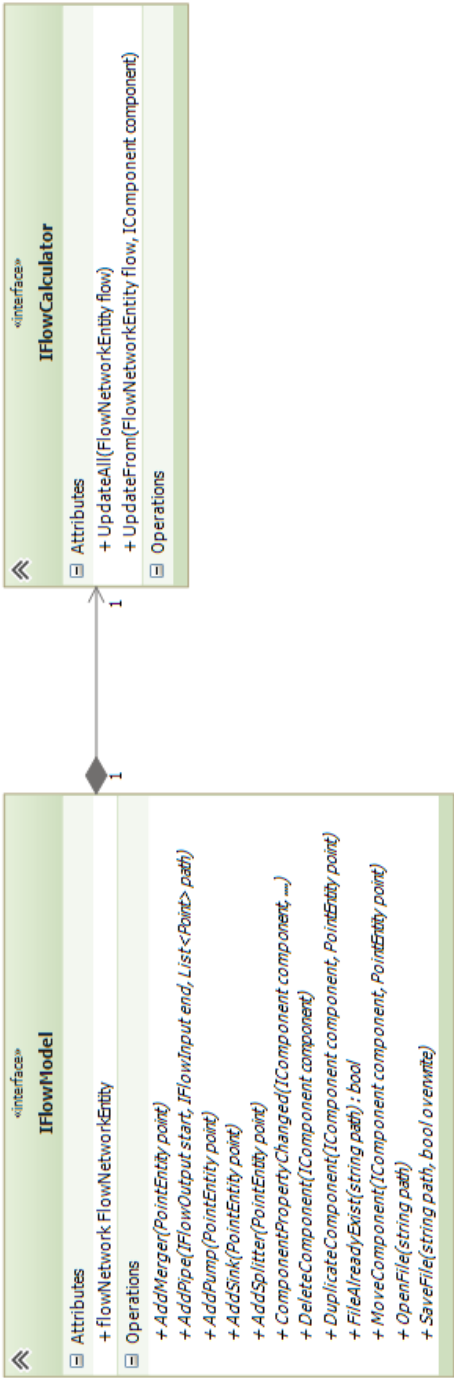 «interface»
IFlowModel
Attributes
+ flowNetwork FlowNetworkEntity
Operations
+ AddMerger(PointEntity point)
+ AddPipe(IFlowOutput start, IFlowInput end, List<Point> path)
+ AddPump(PointEntity point)
+ AddSink(PointEntity point)
+ AddSplitter(PointEntity point)
+ ComponentPropertyChanged(IComponent component, ...)
+ DeleteComponent(IComponent component)
+ DuplicateComponent(IComponent component, PointEntity point)
+ FileAlreadyExist(string path) : bool
+ MoveComponent(IComponent component, PointEntity point)
+ OpenFile(string path)
+ SaveFile(string path, bool overwrite)
1
1
«interface»
IFlowCalculator
Attributes
+ UpdateAll(FlowNetworkEntity flow)
+ UpdateFrom(FlowNetworkEntity flow, IComponent component)
Operations